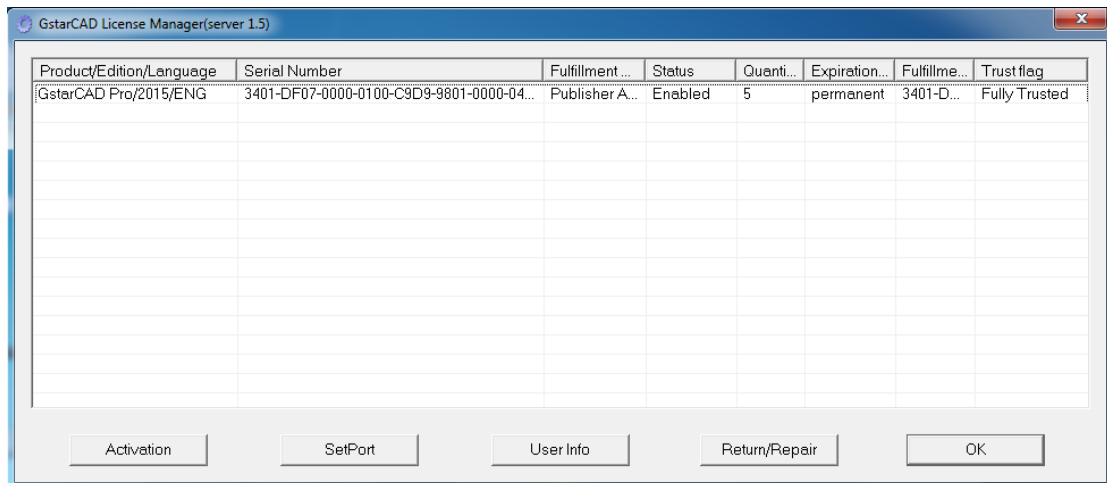 GstarCAD License Manager(server 1.5)
Product/Edition/Language Serial Number Fulfillment ... Status Quanti... Expiration... Fulfillme... Trust flag
GstarCAD Pro/2015/ENG 3401-DF07-0000-0100-C9D9-9801-0000-04... Publisher A... Enabled 5 permanent 3401-D... Fully Trusted
Activation SetPort User Info Return/Repair OK